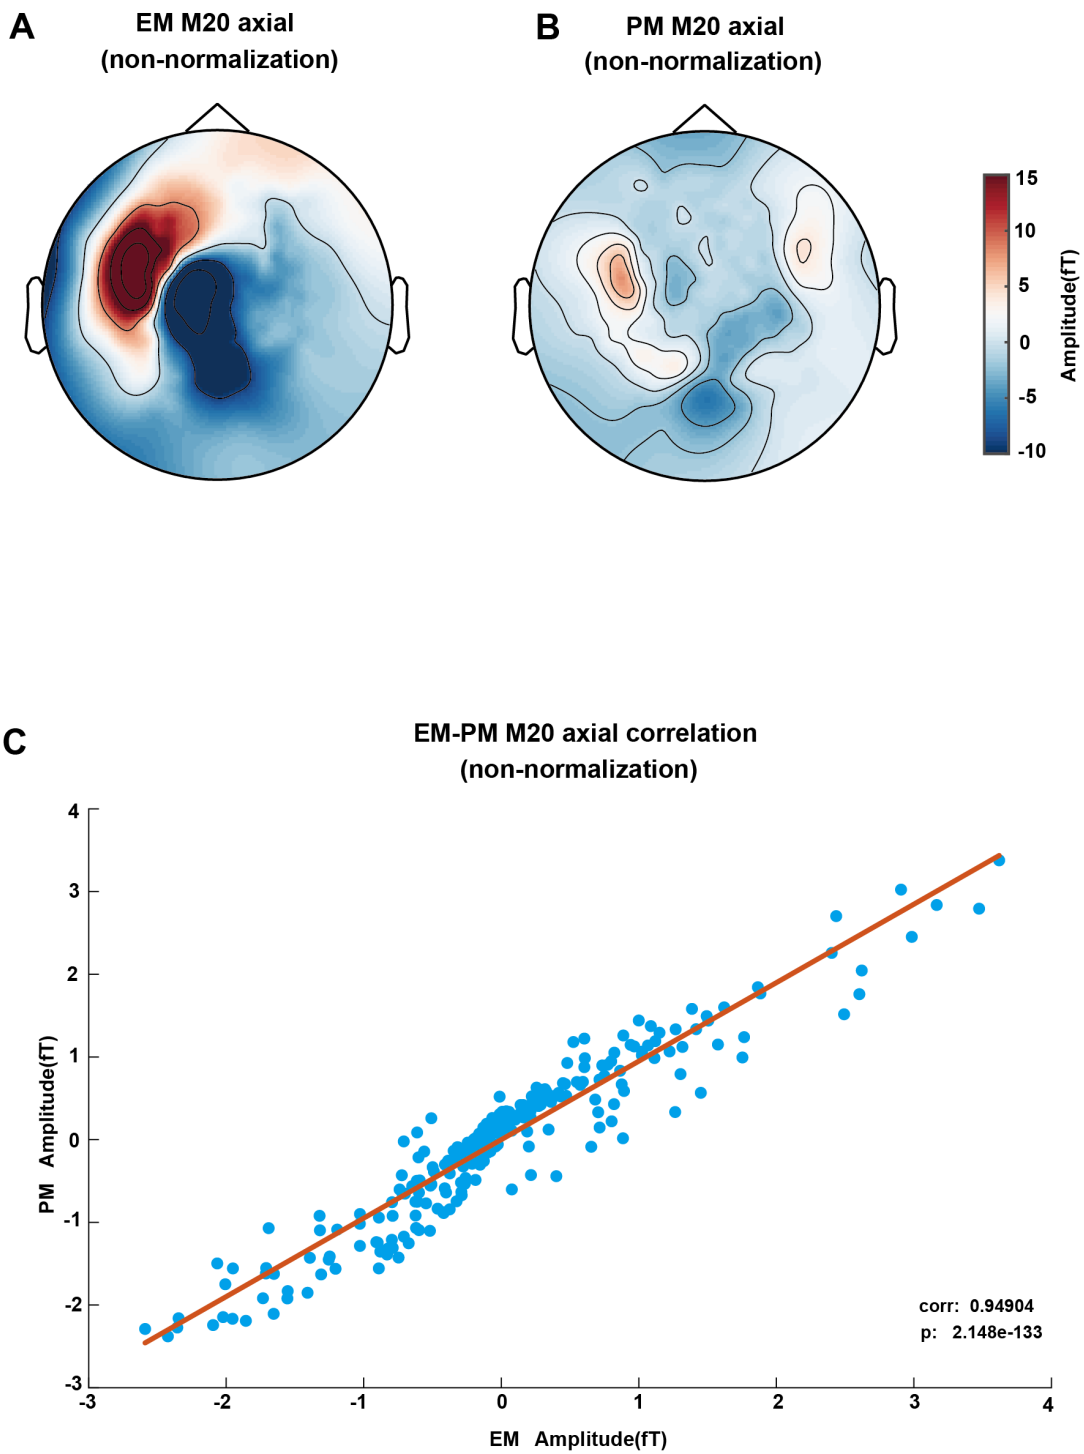 A
EM M20 axial
(non-normalization)
B
PM M20 axial
(non-normalization)
15
10
5
0
-5
-10
Amplitude(fT)
C
EM-PM M20 axial correlation
(non-normalization)
4
3
2
1
0
-1
-2
-3
PM Amplitude(fT)
corr: 0.94904
p: 2.148e-133
-3
-2
-1
0
1
2
3
4
EM Amplitude(fT)